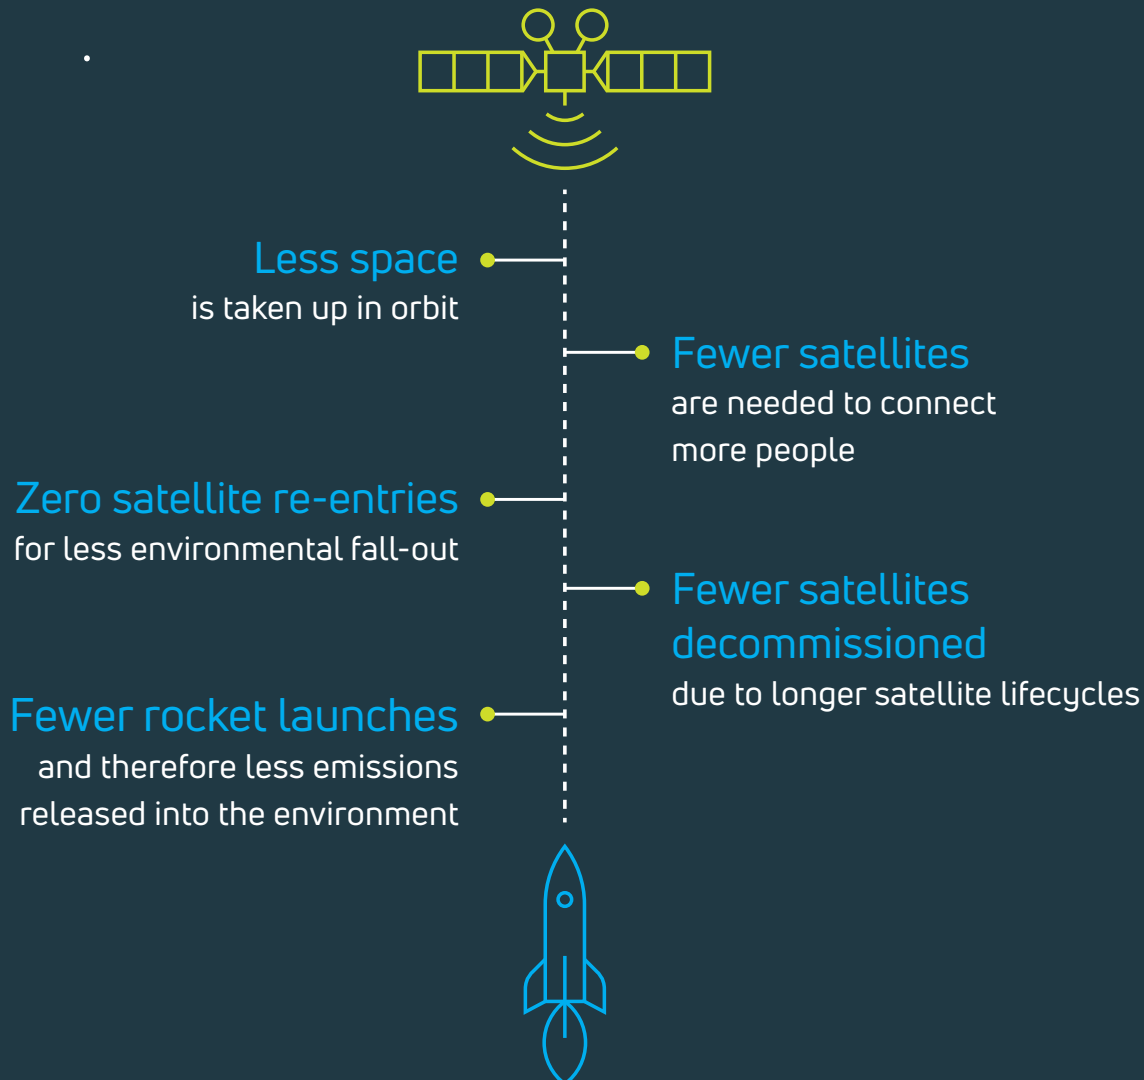 Less space
is taken up in orbit
Fewer satellites
are needed to connect
more people
Zero satellite re-entries
for less environmental fall-out
Fewer satellites
decommissioned
due to longer satellite lifecycles
Fewer rocket launches
and therefore less emissions
released into the environment